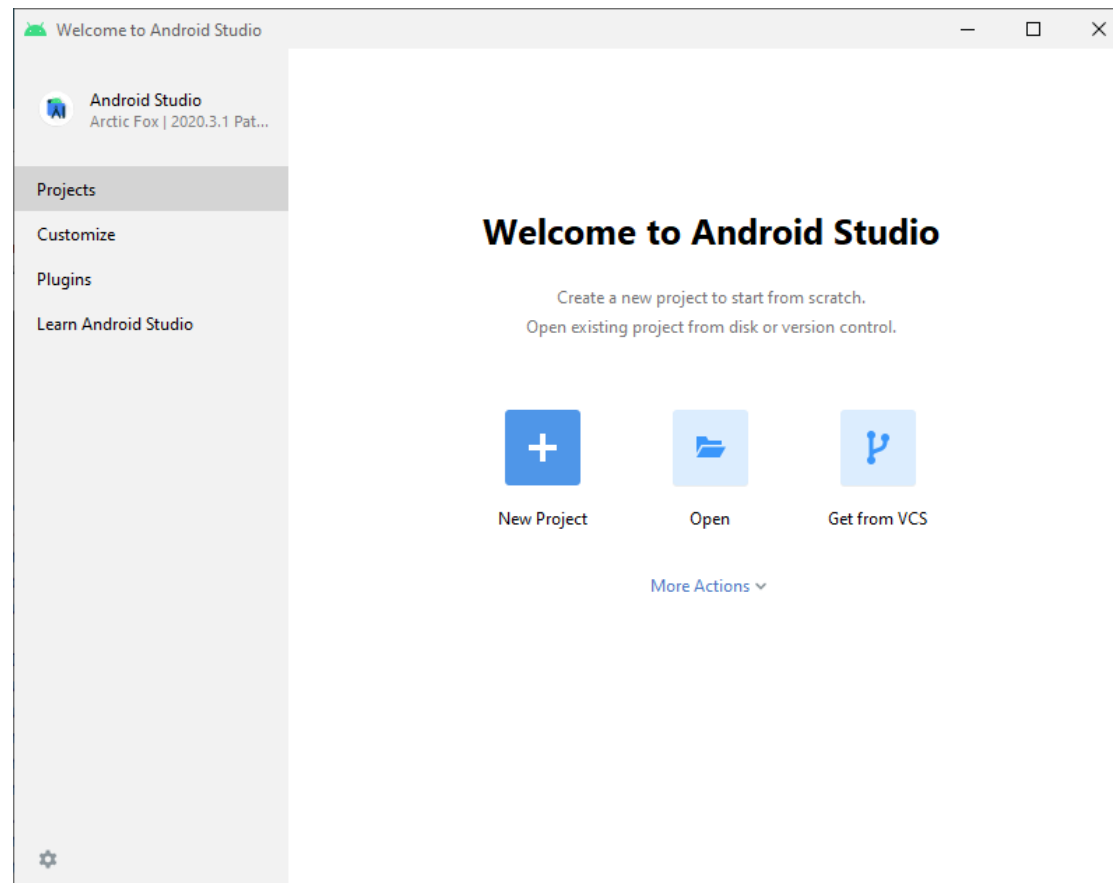 Welcome to Android Studio
Android Studio
Arctic Fox | 2020.3.1 Pat...
Projects
Customize
Plugins
Learn Android Studio
Welcome to Android Studio
Create a new project to start from scratch.
Open existing project from disk or version control.
New Project
Open
Get from VCS
More Actions